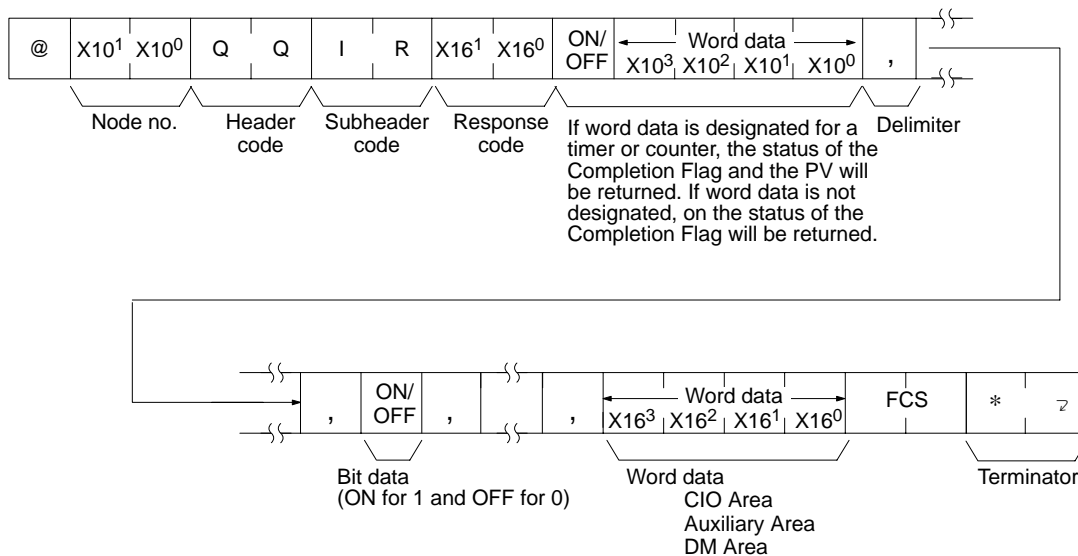 @ X10¹ X10⁰ Q Q I R X16¹ X16⁰ ON/OFF Word data X10³ X10² X10¹ X10⁰ ,
Node no.
Header code
Subheader code
Response code
If word data is designated for a
timer or counter, the status of the
Completion Flag and the PV will
be returned. If word data is not
designated, on the status of the
Completion Flag will be returned.
Delimiter
, ON/OFF , , Word data X16³ X16² X16¹ X16⁰ FCS *
Bit data
(ON for 1 and OFF for 0)
Word data
CIO Area
Auxiliary Area
DM Area
Terminator